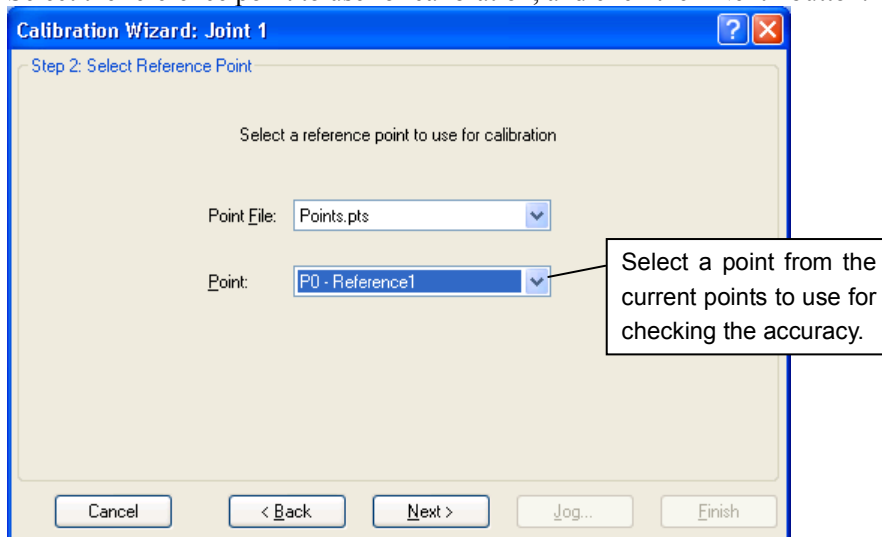 Calibration Wizard: Joint 1
Step 2: Select Reference Point
Select a reference point to use for calibration
Point File: Points.pts
Point: P0 - Reference1
Select a point from the
current points to use for
checking the accuracy.
Cancel < Back Next > Jog... Finish